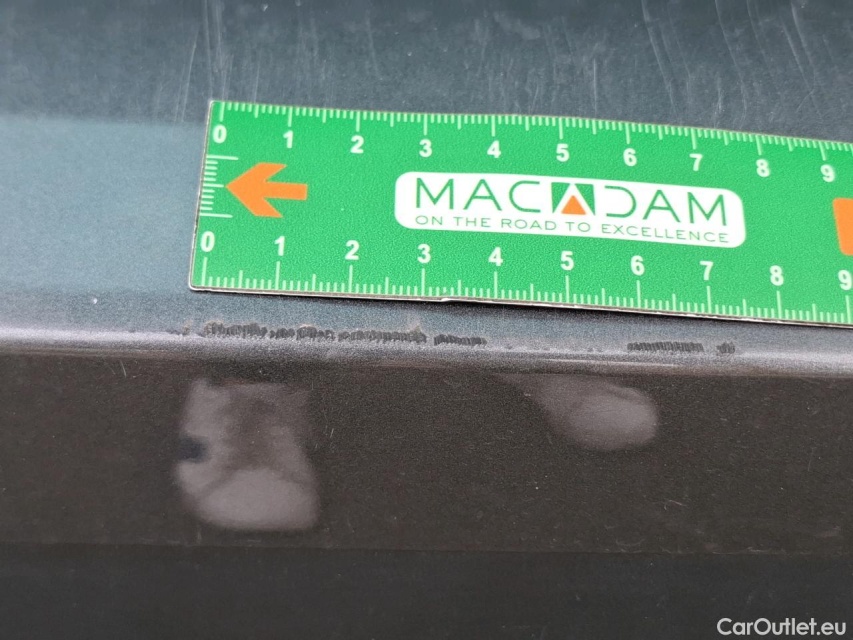 0 1 2 3 4 5 6 7 8 9
MACADAM
ON THE ROAD TO EXCELLENCE
0 1 2 3 4 5 6 7 8 9
CarOutlet.eu